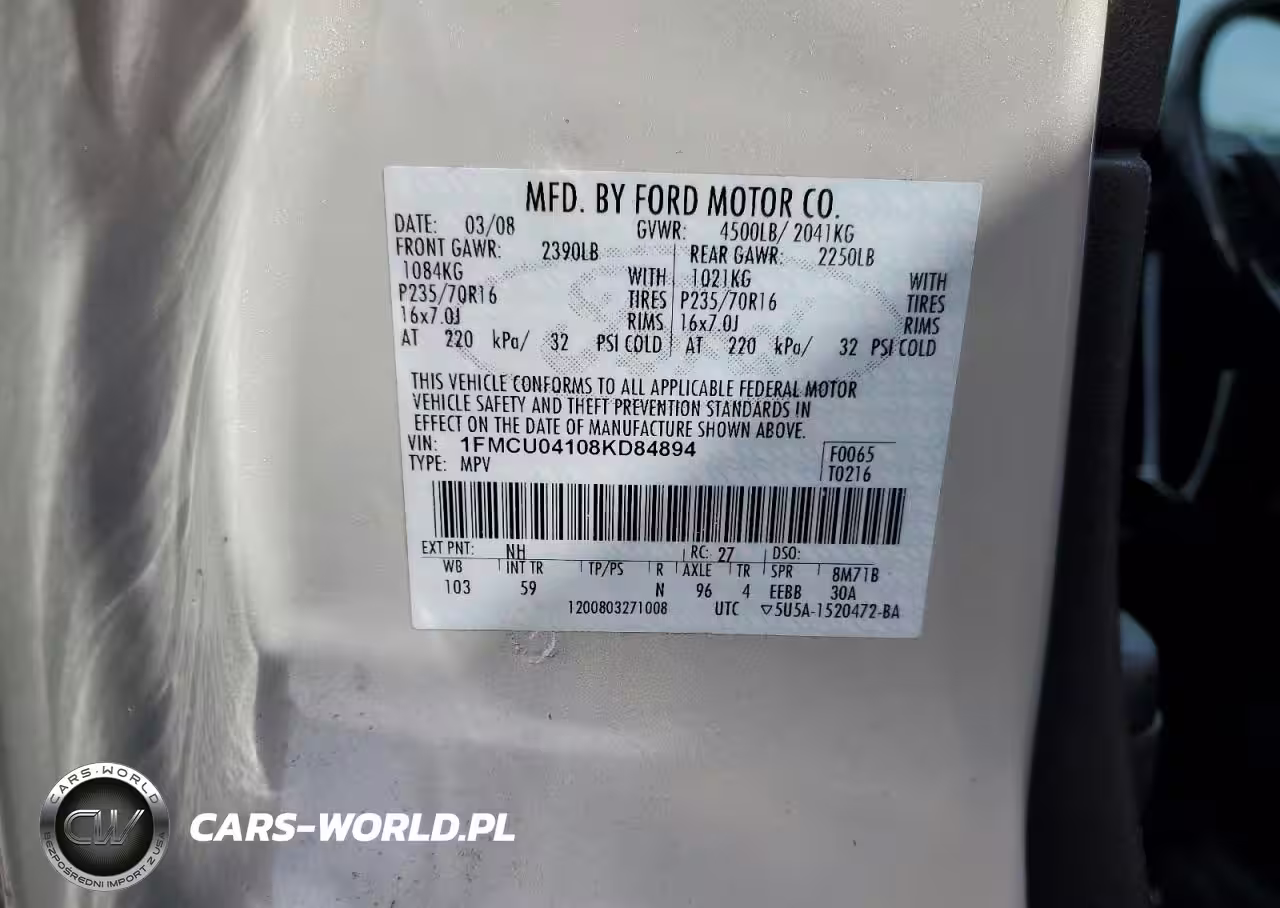 MFD. BY FORD MOTOR CO.
DATE: 03/08 GVWR: 4500LB/ 2041KG
FRONT GAWR: 2390LB REAR GAWR: 2250LB
1084KG WITH 1021KG WITH
P235/70R16 TIRES P235/70R16 TIRES
16x7.0J RIMS 16x7.0J RIMS
AT 220 kPa/ 32 PSI COLD AT 220 kPa/ 32 PSI COLD
THIS VEHICLE CONFORMS TO ALL APPLICABLE FEDERAL MOTOR
VEHICLE SAFETY AND THEFT PREVENTION STANDARDS IN
EFFECT ON THE DATE OF MANUFACTURE SHOWN ABOVE.
VIN: 1FMCU04108KD84894 F0065
TYPE: MPV T0216
EXT PNT: NH RC: 27 DSO:
WB INT TR TP/PS R AXLE TR SPR 8M71B
103 59 N 96 4 EEBB 30A
1200803271008 UTC ▽5U5A-1520472-BA
CARS-WORLD
CW
BEZPOŚREDNI IMPORT Z USA
CARS-WORLD.PL